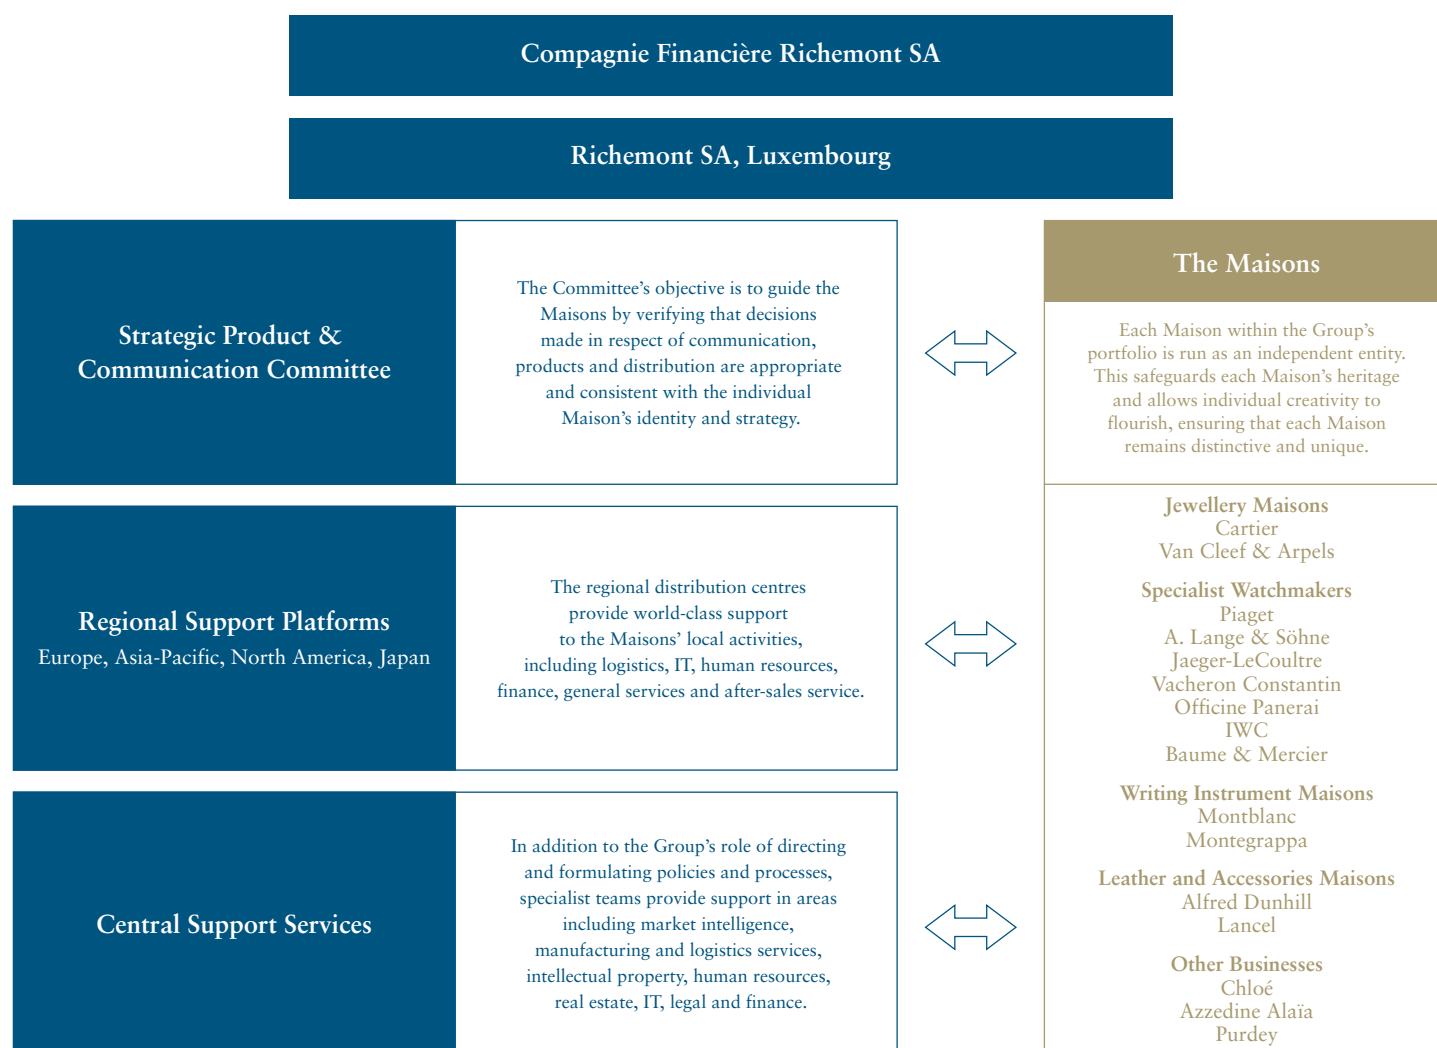 Compagnie Financière Richemont SA
Richemont SA, Luxembourg
Strategic Product &
Communication Committee
The Committee’s objective is to guide the
Maisons by verifying that decisions
made in respect of communication,
products and distribution are appropriate
and consistent with the individual
Maison’s identity and strategy.
Regional Support Platforms
Europe, Asia-Pacific, North America, Japan
The regional distribution centres
provide world-class support
to the Maisons’ local activities,
including logistics, IT, human resources,
finance, general services and after-sales service.
Central Support Services
In addition to the Group’s role of directing
and formulating policies and processes,
specialist teams provide support in areas
including market intelligence,
manufacturing and logistics services,
intellectual property, human resources,
real estate, IT, legal and finance.
The Maisons
Each Maison within the Group’s
portfolio is run as an independent entity.
This safeguards each Maison’s heritage
and allows individual creativity to
flourish, ensuring that each Maison
remains distinctive and unique.
Jewellery Maisons
Cartier
Van Cleef & Arpels
Specialist Watchmakers
Piaget
A. Lange & Söhne
Jaeger-LeCoultre
Vacheron Constantin
Officine Panerai
IWC
Baume & Mercier
Writing Instrument Maisons
Montblanc
Montegrappa
Leather and Accessories Maisons
Alfred Dunhill
Lancel
Other Businesses
Chloé
Azzedine Alaïa
Purdey